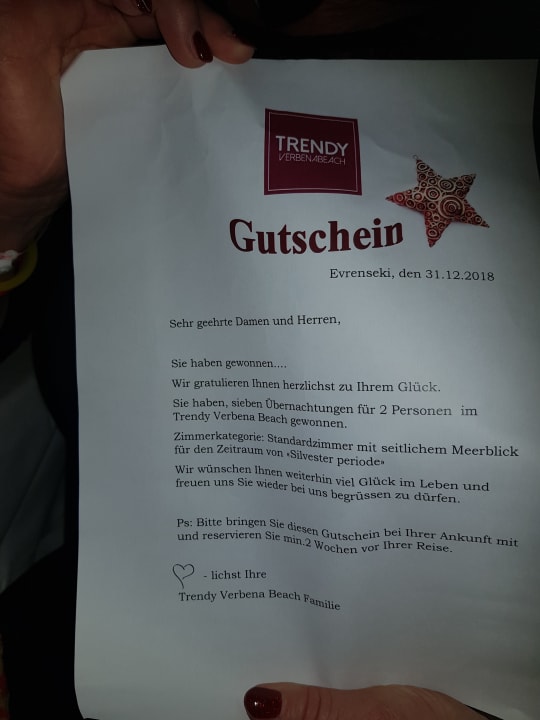 TRENDY
VERBENABEACH
Gutschein
Evrenseki, den 31.12.2018
Sehr geehrte Damen und Herren,
Sie haben gewonnen....
Wir gratulieren Ihnen herzlichst zu Ihrem Glück.
Sie haben, sieben Übernachtungen für 2 Personen im
Trendy Verbena Beach gewonnen.
Zimmerkategorie: Standardzimmer mit seitlichem Meerblick
für den Zeitraum von «Silvester periode»
Wir wünschen Ihnen weiterhin viel Glück im Leben und
freuen uns Sie wieder bei uns begrüssen zu dürfen.
Ps: Bitte bringen Sie diesen Gutschein bei Ihrer Ankunft mit
und reservieren Sie min.2 Wochen vor Ihrer Reise.
- lichst Ihre
Trendy Verbena Beach Familie